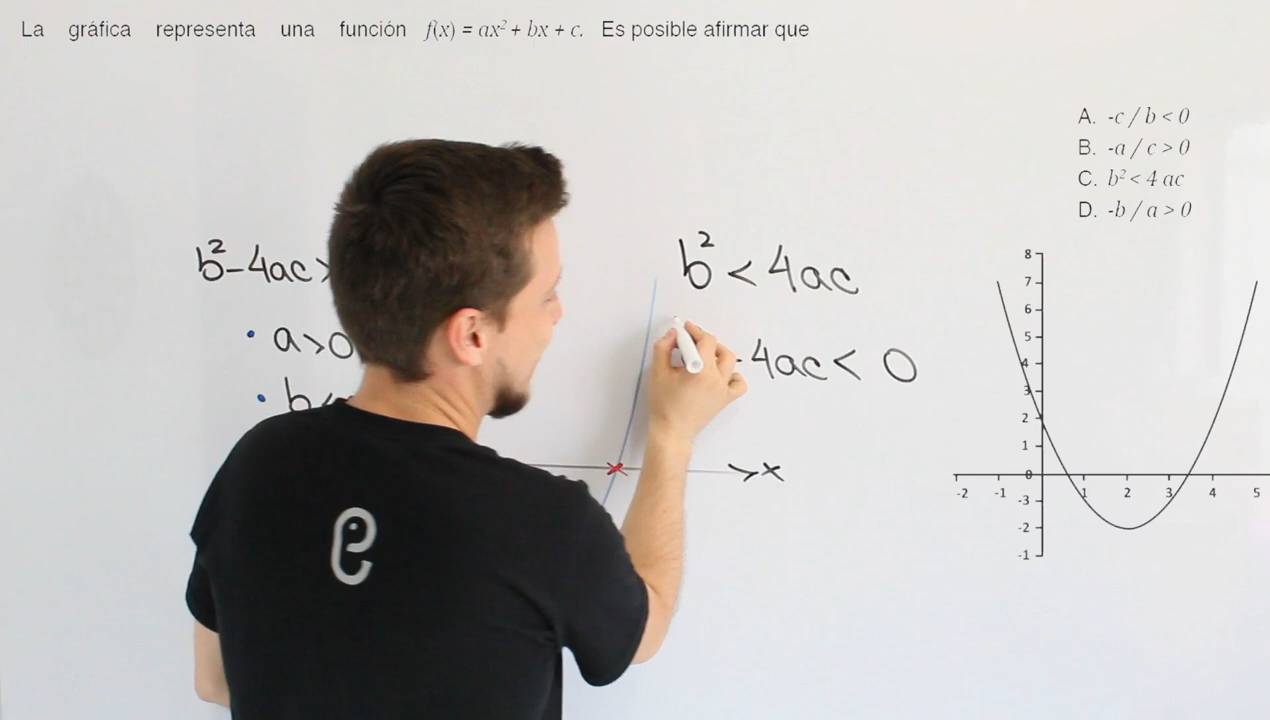 La gráfica representa una función f(x) = ax² + bx + c. Es posible afirmar que
A. -c / b < 0
B. -a / c > 0
C. b² < 4 ac
D. -b / a > 0
b²-4ac>
• a>0
• b<
b² < 4ac
-4ac < 0
x
8
7
6
5
4
3
2
1
0
-3
-2
-1
-2 -1 1 2 3 4 5